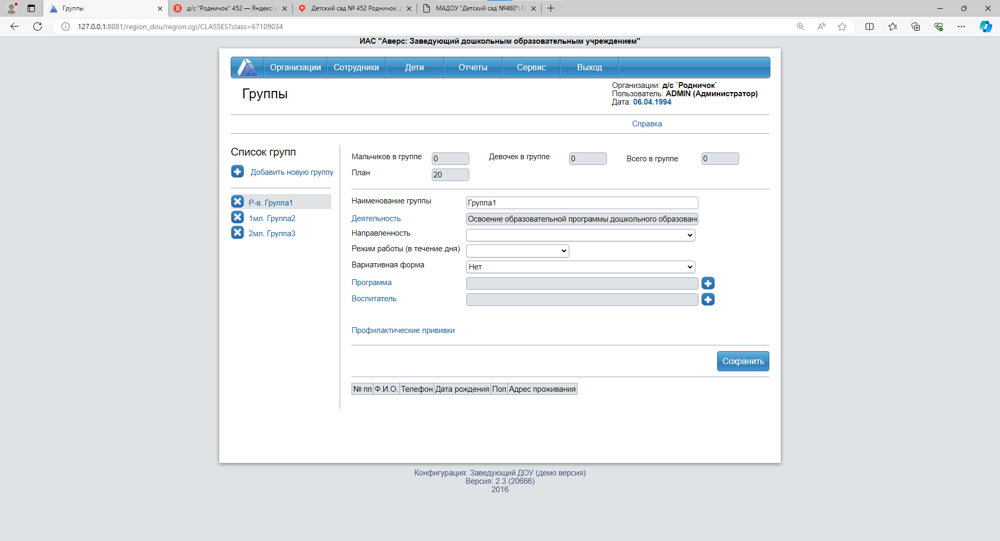 Группы
д/с "Родничок" 452 — Яндекс: 
Детский сад № 452 Родничок, 
МАДОУ "Детский сад №460": Г
127.0.0.1:8081/region_dou/region.cgi/CLASSES?class=67109034
ИАС "Аверс: Заведующий дошкольным образовательным учреждением"
Организации Сотрудники Дети Отчеты Сервис Выход
Группы
Организации: д/с `Родничок`
Пользователь: ADMIN (Администратор)
Дата: 06.04.1994
Справка
Список групп
Добавить новую группу
Р-в. Группа1
1мл. Группа2
2мл. Группа3
Мальчиков в группе 0 Девочек в группе 0 Всего в группе 0
План 20
Наименование группы Группа1
Деятельность Освоение образовательной программы дошкольного образован
Направленность
Режим работы (в течение дня)
Вариативная форма Нет
Программа
Воспитатель
Профилактические прививки
Сохранить
№ пп Ф.И.О. Телефон Дата рождения Пол Адрес проживания
Конфигурация: Заведующий ДОУ (демо версия)
Версия: 2.3 (20666)
2016